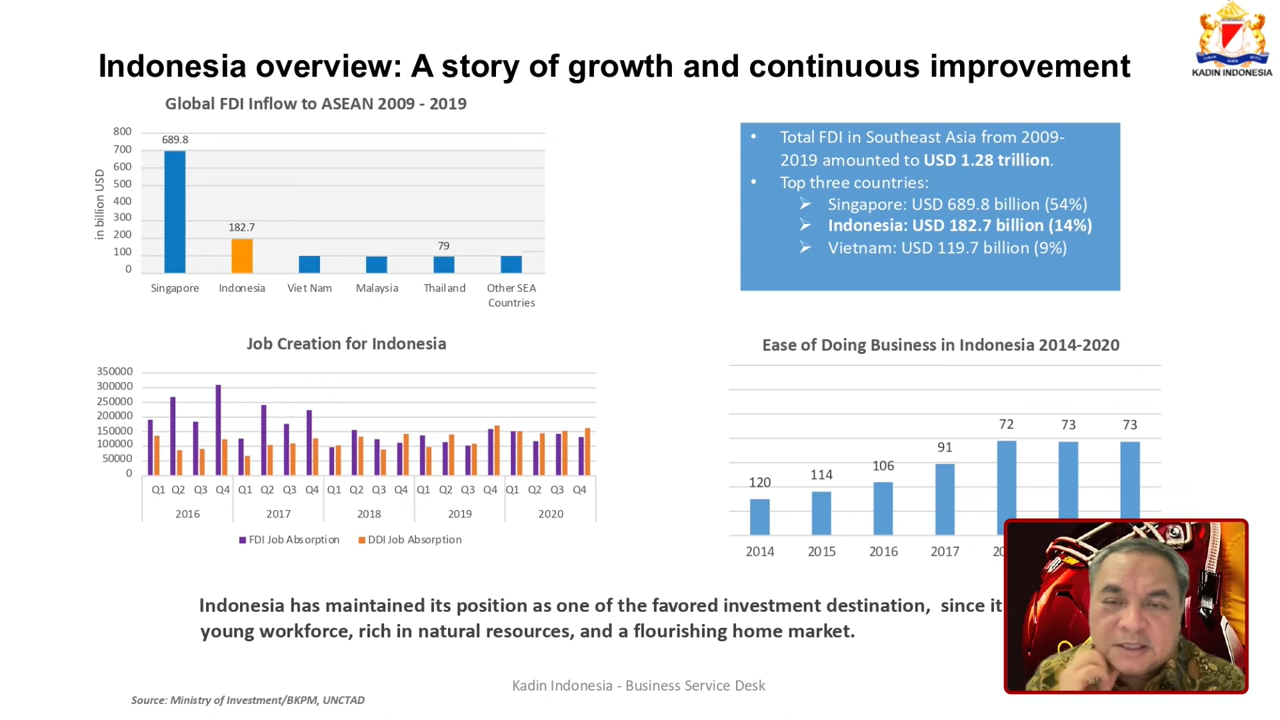 Indonesia overview: A story of growth and continuous improvement
KADIN INDONESIA
Global FDI Inflow to ASEAN 2009 - 2019
in billion USD
800
700
600
500
400
300
200
100
0
689.8
182.7
79
Singapore Indonesia Viet Nam Malaysia Thailand Other SEA
Countries
• Total FDI in Southeast Asia from 2009-
2019 amounted to USD 1.28 trillion.
• Top three countries:
➢ Singapore: USD 689.8 billion (54%)
➢ Indonesia: USD 182.7 billion (14%)
➢ Vietnam: USD 119.7 billion (9%)
Job Creation for Indonesia
350000
300000
250000
200000
150000
100000
50000
0
Q1 Q2 Q3 Q4 Q1 Q2 Q3 Q4 Q1 Q2 Q3 Q4 Q1 Q2 Q3 Q4 Q1 Q2 Q3 Q4
2016 2017 2018 2019 2020
FDI Job Absorption DDI Job Absorption
Ease of Doing Business in Indonesia 2014-2020
120 114 106 91 72 73 73
2014 2015 2016 2017
Indonesia has maintained its position as one of the favored investment destination, since it
young workforce, rich in natural resources, and a flourishing home market.
Kadin Indonesia - Business Service Desk
Source: Ministry of Investment/BKPM, UNCTAD